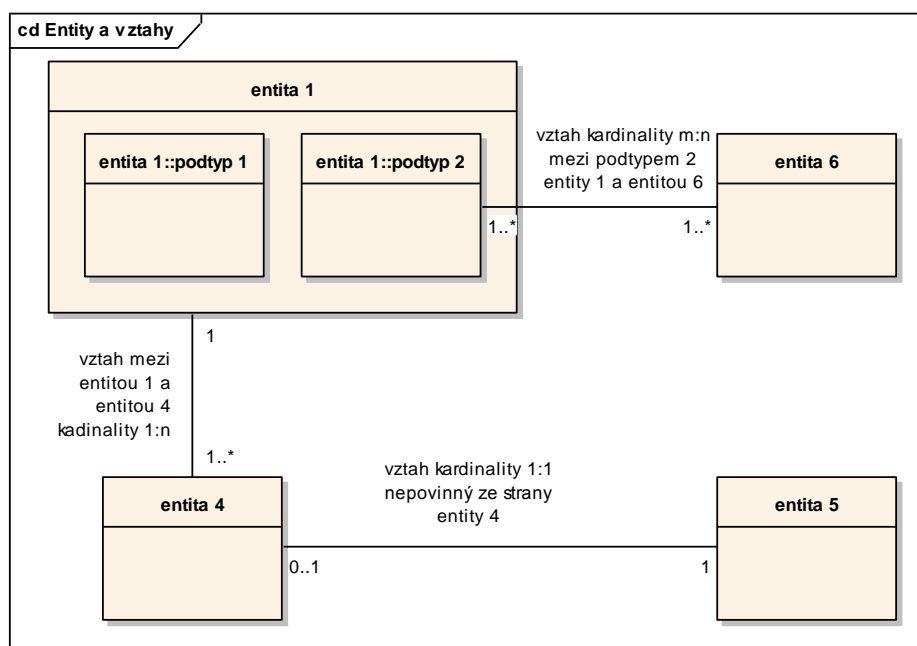 cd Entity a vztahy
entita 1
entita 1::podtyp 1
entita 1::podtyp 2
vztah kardinality m:n
mezi podtypem 2
entity 1 a entitou 6
entita 6
1..*
1..*
1
vztah mezi
entitou 1 a
entitou 4
kadinality 1:n
1..*
vztah kardinality 1:1
nepovinný ze strany
entity 4
entita 4
entita 5
0..1
1